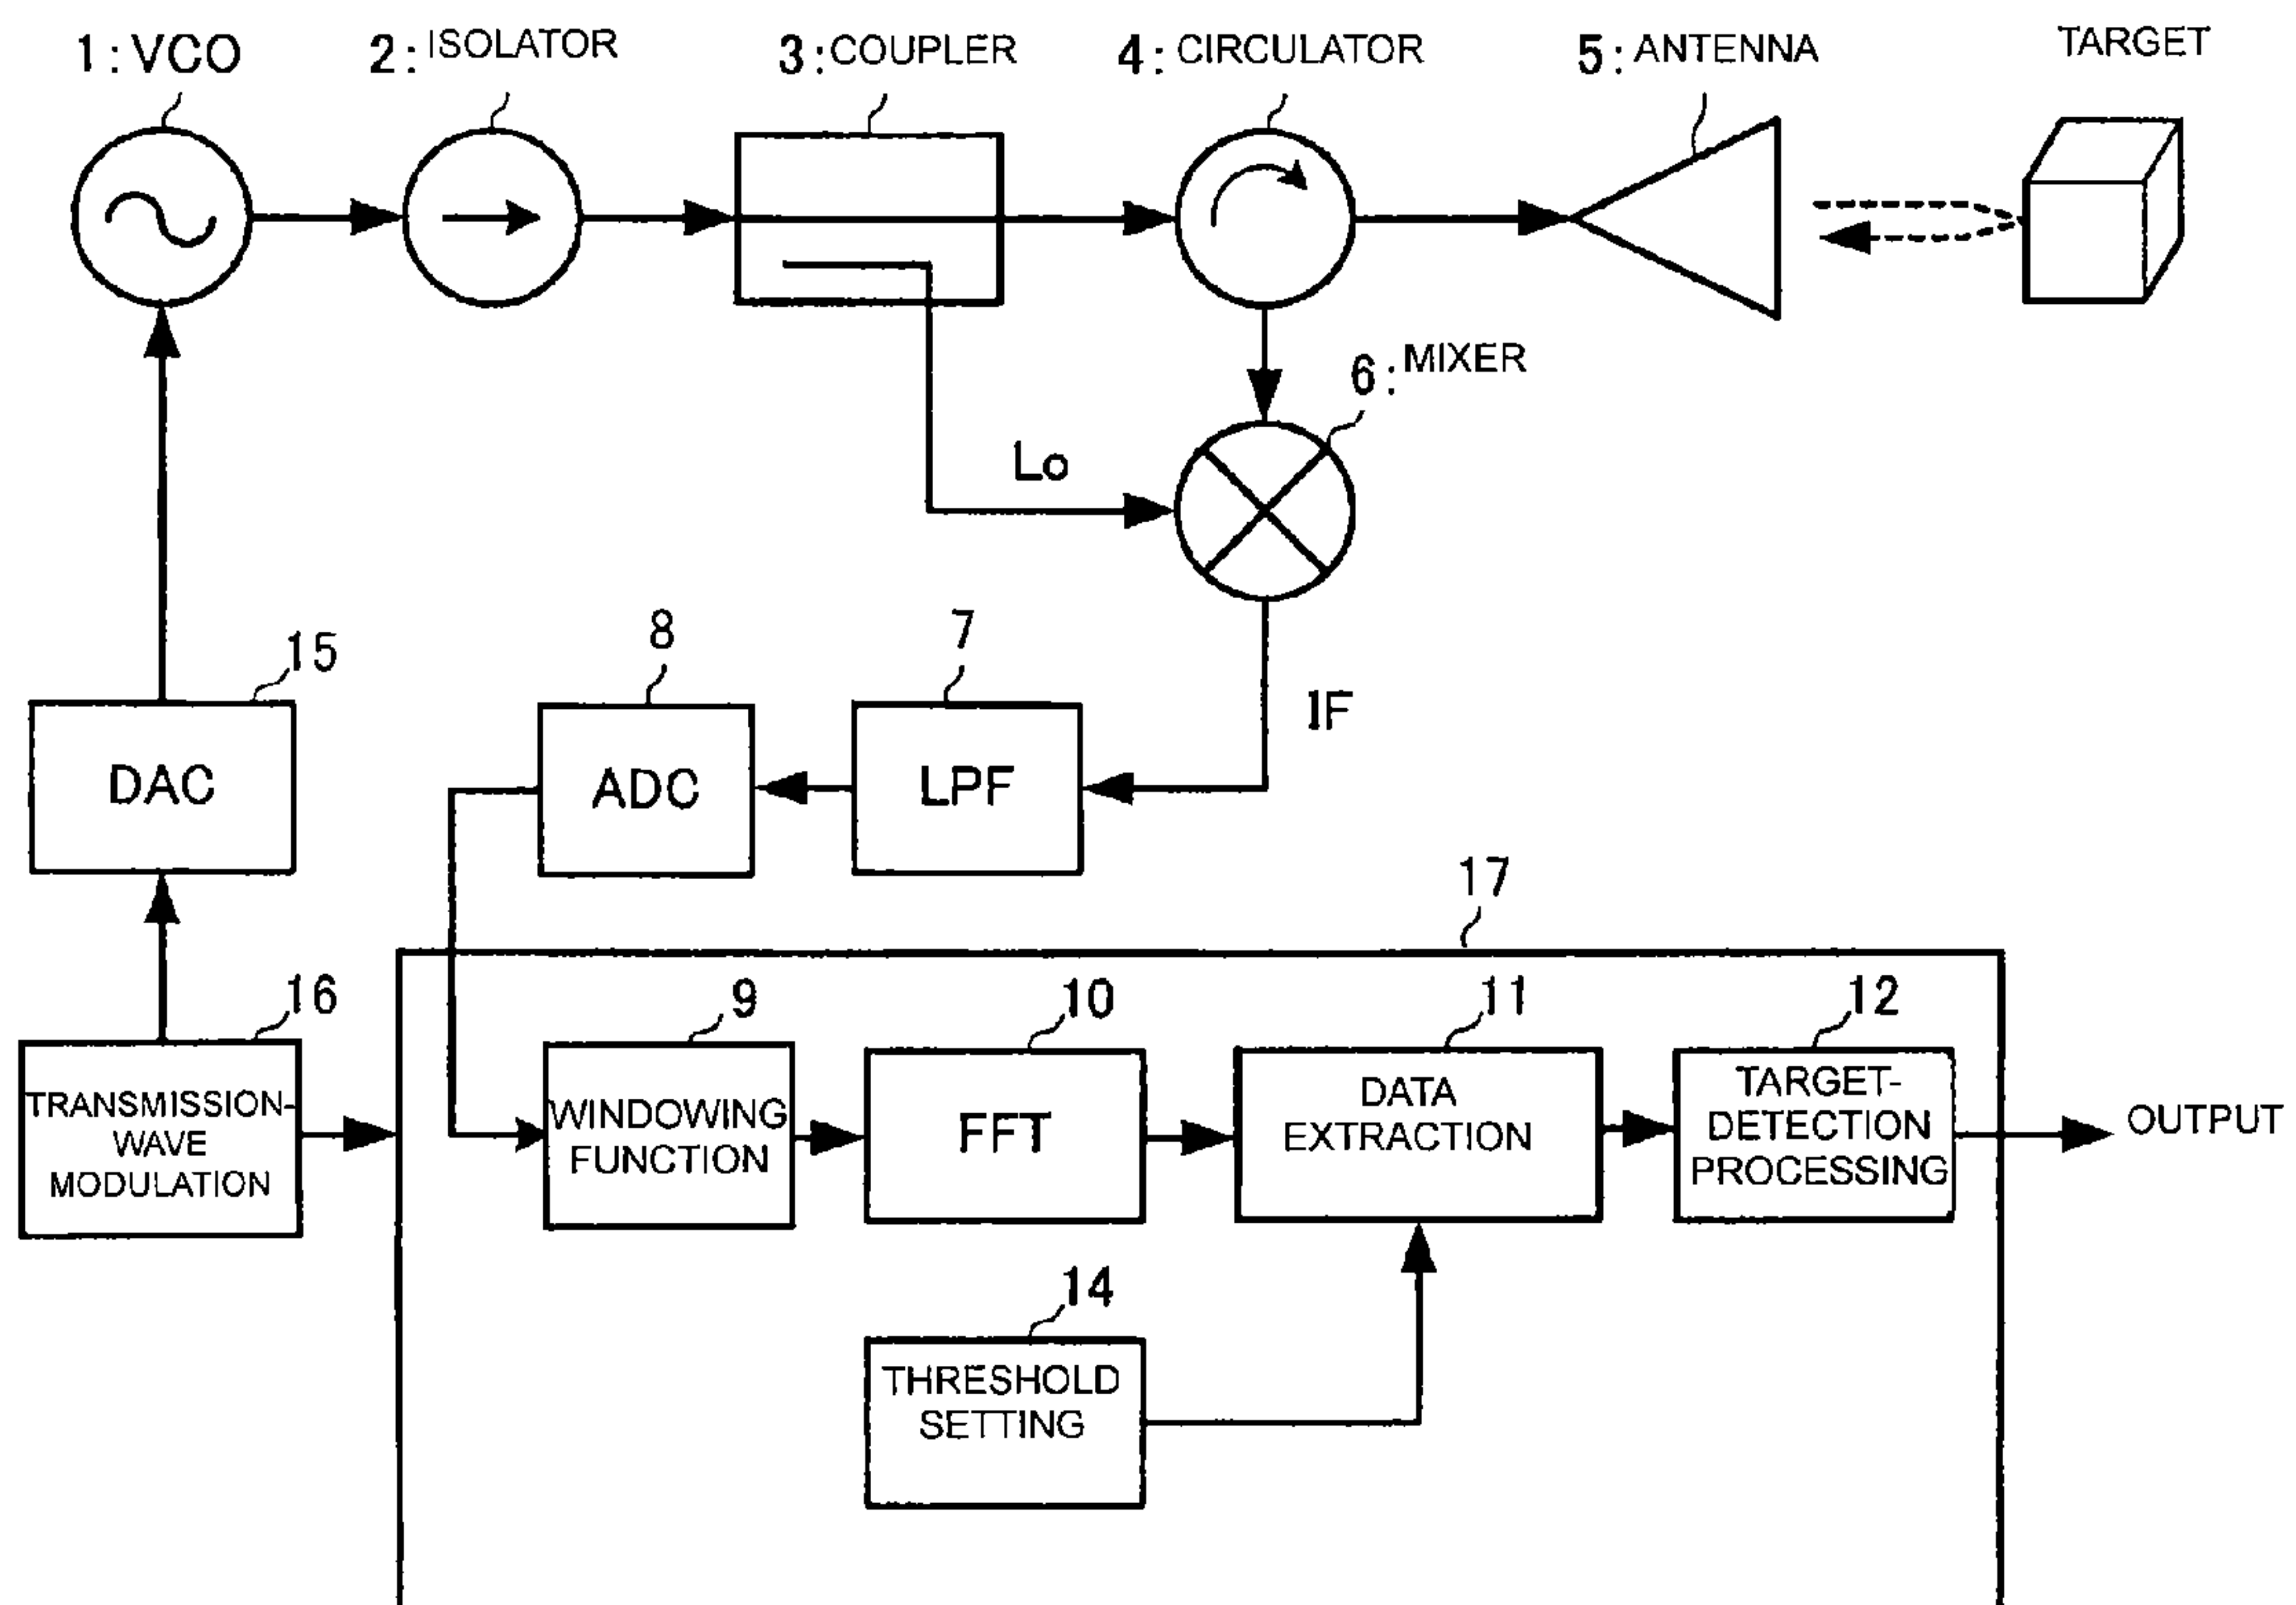 1:VCO
2:ISOLATOR
3:COUPLER
4:CIRCULATOR
5:ANTENNA
TARGET
6:MIXER
Lo
IF
15
DAC
8
ADC
7
LPF
17
16
TRANSMISSION-
WAVE
MODULATION
9
WINDOWING
FUNCTION
10
FFT
11
DATA
EXTRACTION
12
TARGET-
DETECTION
PROCESSING
OUTPUT
14
THRESHOLD
SETTING